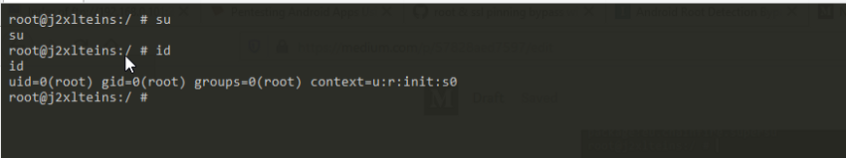 root@j2xlteins:/ # su
su
root@j2xlteins:/ # id
id
uid=0(root) gid=0(root) groups=0(root) context=u:r:init:s0
root@j2xlteins:/ #